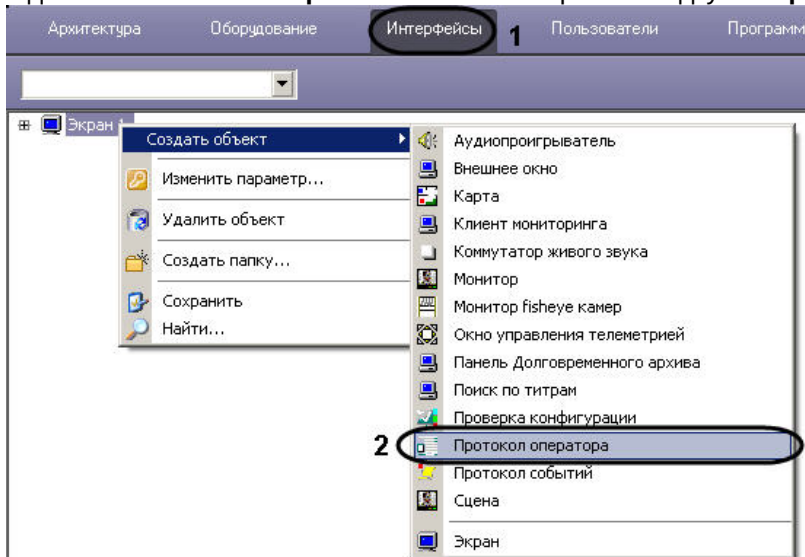 Архитектура Оборудование Интерфейсы 1 Пользователи Программ
Экран 1
Создать объект
Изменить параметр...
Удалить объект
Создать папку...
Сохранить
Найти...
Аудиопроигрыватель
Внешнее окно
Карта
Клиент мониторинга
Коммутатор живого звука
Монитор
Монитор fisheye камер
Окно управления телеметрией
Панель Долговременного архива
Поиск по титрам
Проверка конфигурации
2 Протокол оператора
Протокол событий
Сцена
Экран